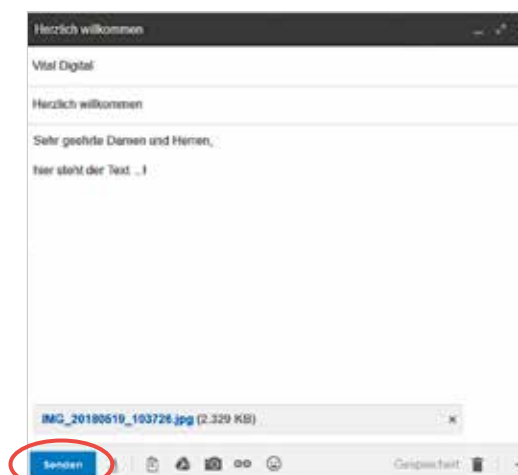 Herzlich willkommen
Vital Digital
Herzlich willkommen
Sehr geehrte Damen und Herren,
hier steht der Text ...!
IMG_20180619_103726.jpg (2.329 KB)
Senden
Gespeichert